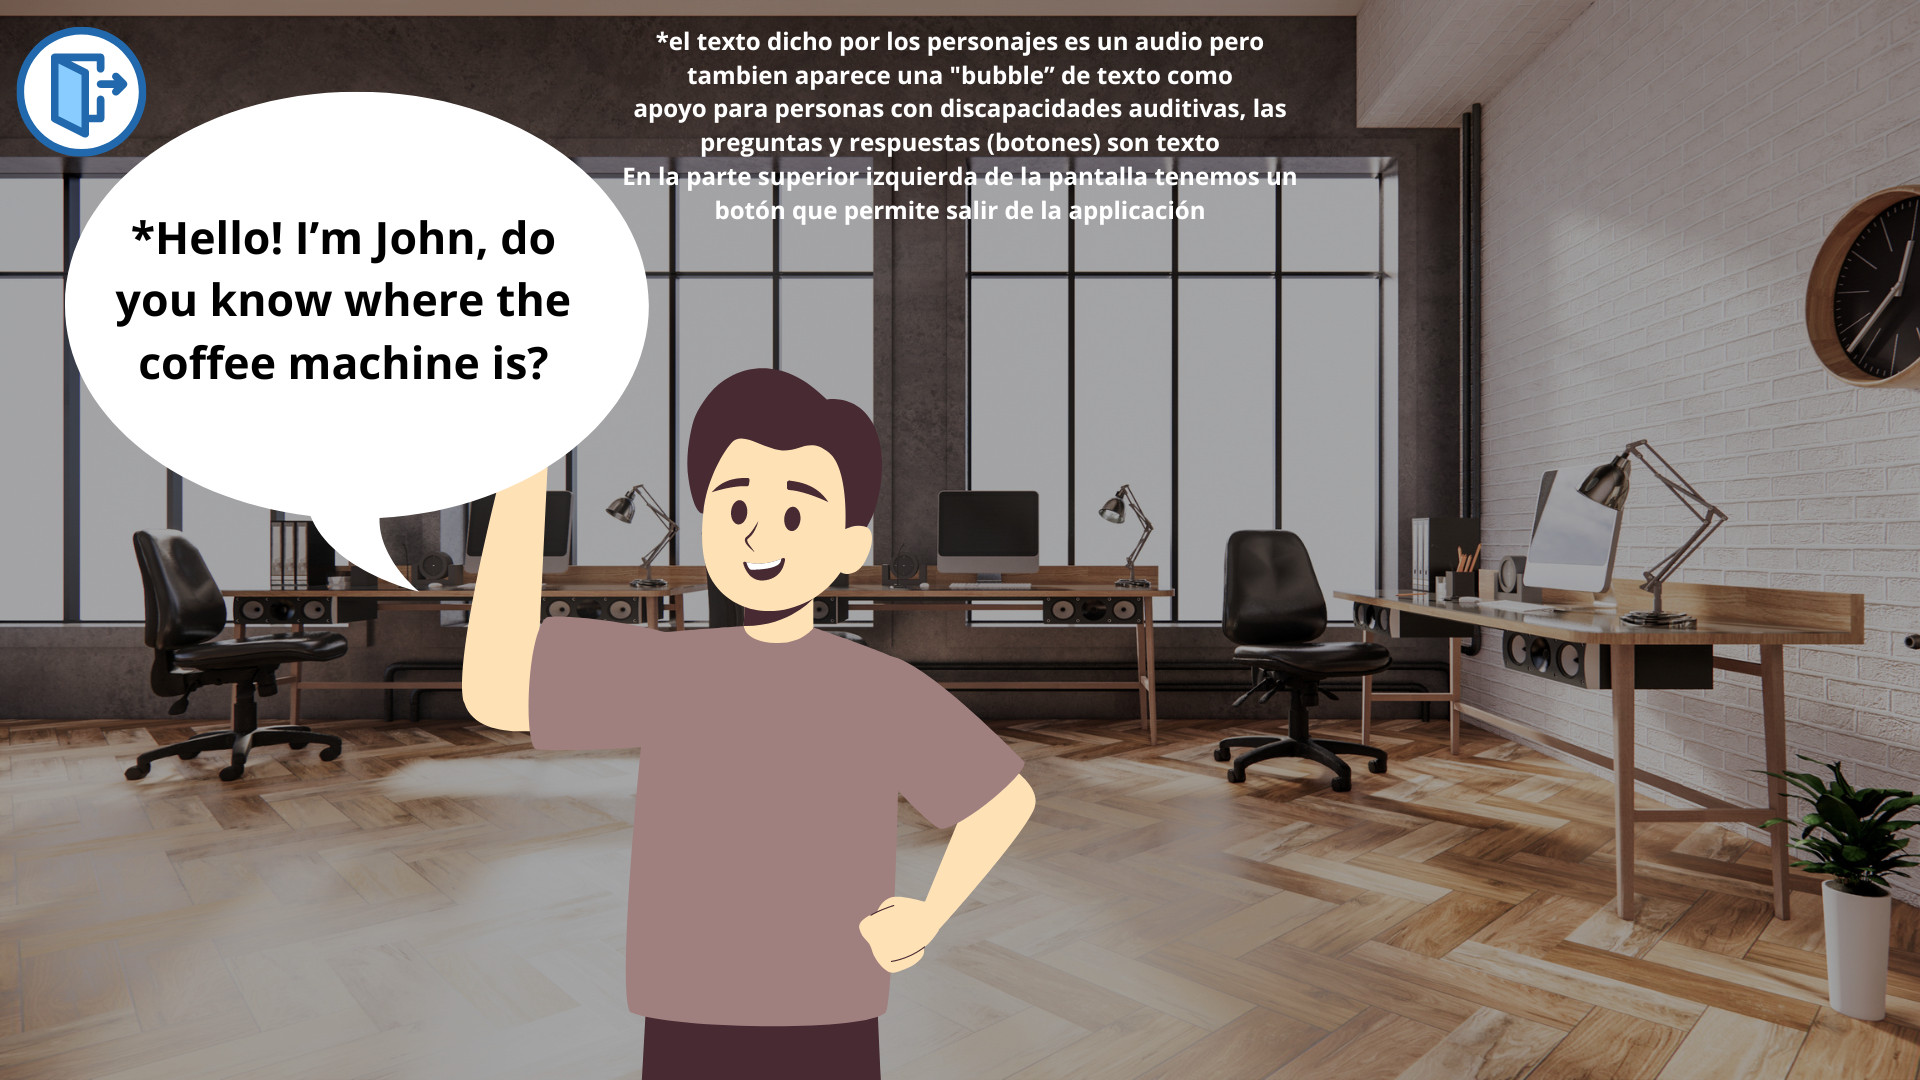 *el texto dicho por los personajes es un audio pero
tambien aparece una "bubble” de texto como
apoyo para personas con discapacidades auditivas, las
preguntas y respuestas (botones) son texto
En la parte superior izquierda de la pantalla tenemos un
botón que permite salir de la applicación
*Hello! I’m John, do
you know where the
coffee machine is?